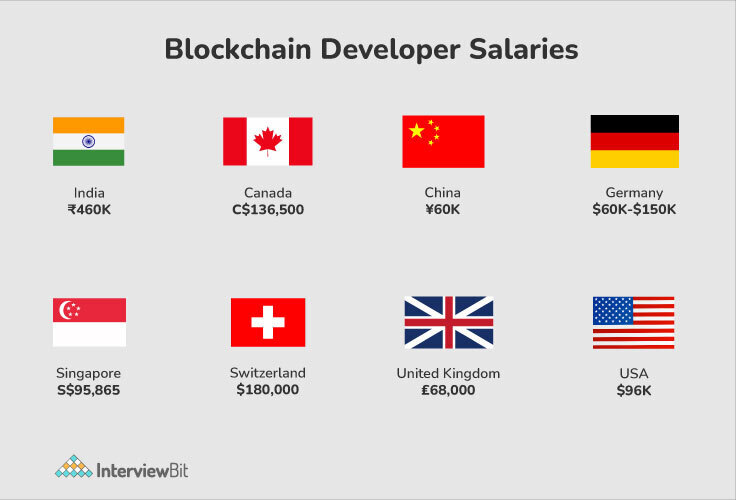 Blockchain Developer Salaries
India
₹460K
Canada
C$136,500
China
¥60K
Germany
$60K-$150K
Singapore
S$95,865
Switzerland
$180,000
United Kingdom
₤68,000
USA
$96K
InterviewBit